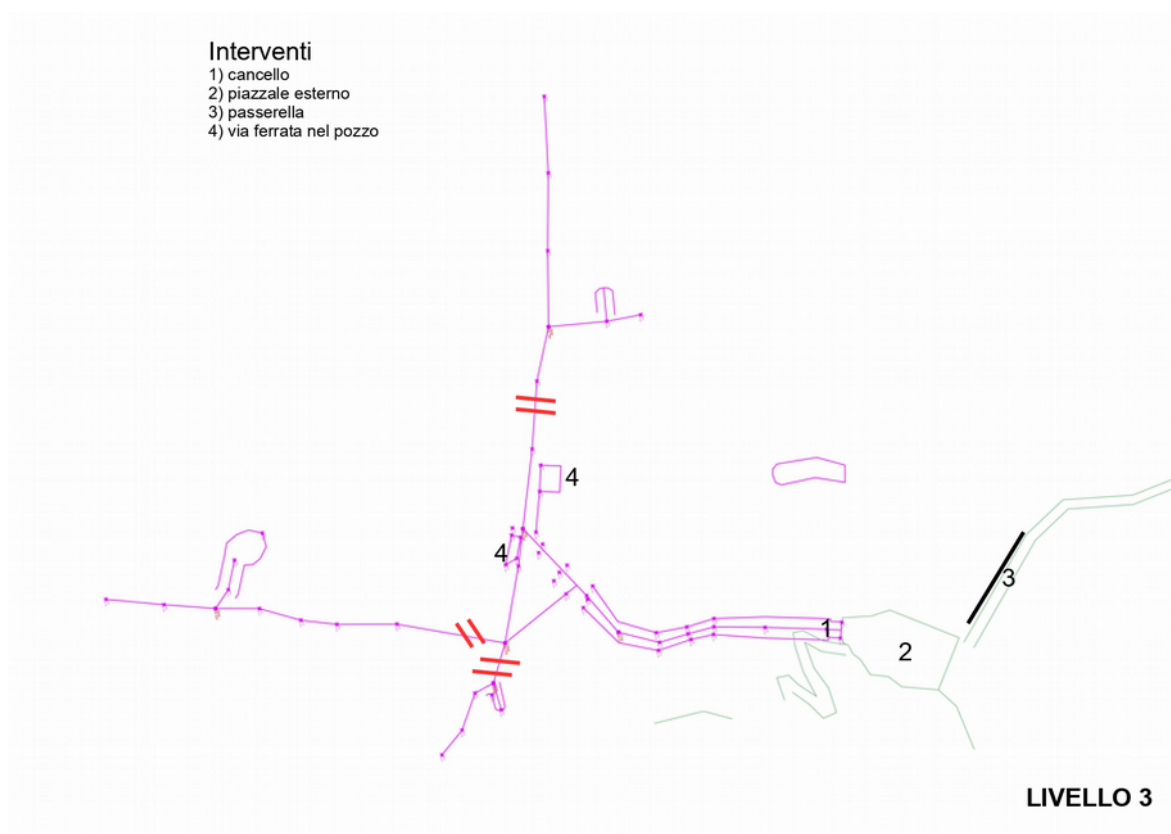 Interventi
1) cancello
2) piazzale esterno
3) passerella
4) via ferrata nel pozzo
4
4
3
1
2
LIVELLO 3